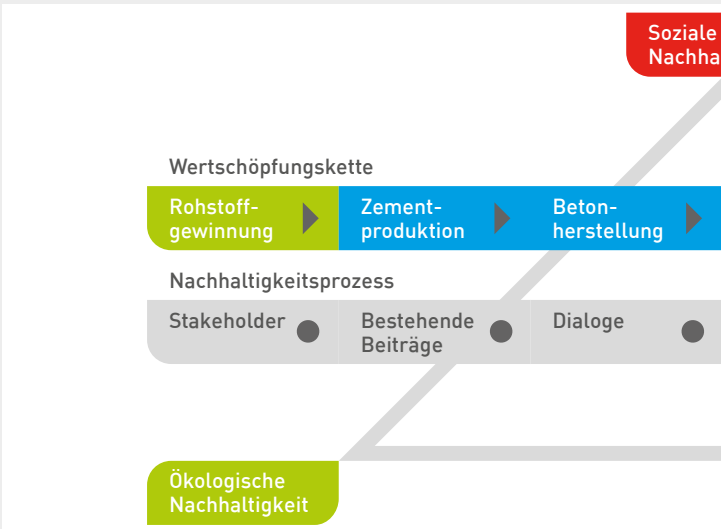 Soziale
Nachha
Wertschöpfungskette
Rohstoff-
gewinnung
Zement-
produktion
Beton-
herstellung
Nachhaltigkeitsprozess
Stakeholder
Bestehende
Beiträge
Dialoge
Ökologische
Nachhaltigkeit